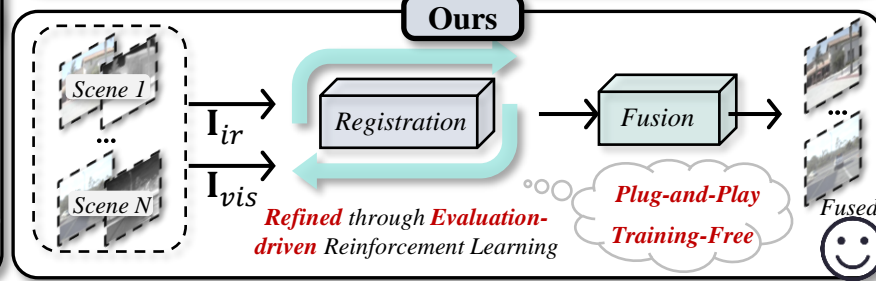 Ours
Scene 1
...
Scene N
I_ir
I_vis
Registration
Refined through Evaluation-
driven Reinforcement Learning
Fusion
Plug-and-Play
Training-Free
...
Fused